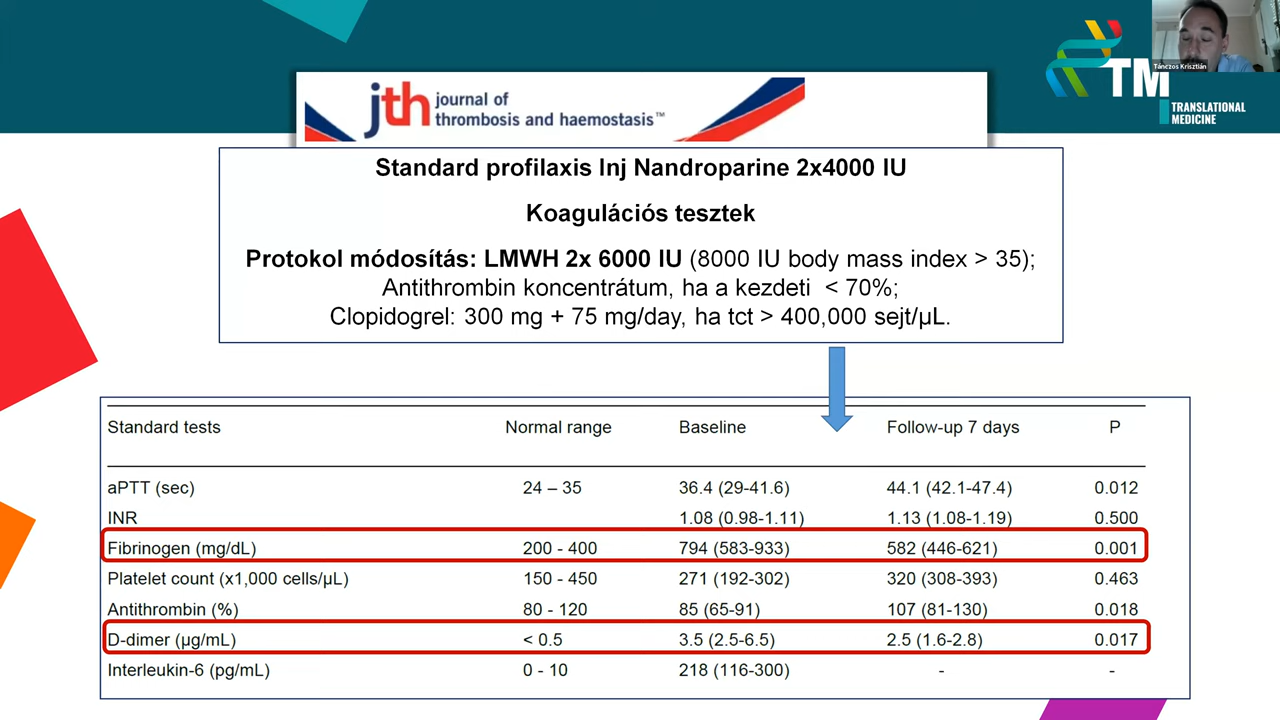 Tánczos Krisztián
TM
TRANSLATIONAL
MEDICINE
jth journal of
thrombosis and haemostasis™
Standard profilaxis Inj Nandroparine 2x4000 IU
Koagulációs tesztek
Protokol módosítás: LMWH 2x 6000 IU (8000 IU body mass index > 35);
Antithrombin koncentrátum, ha a kezdeti < 70%;
Clopidogrel: 300 mg + 75 mg/day, ha tct > 400,000 sejt/µL.
Standard tests Normal range Baseline Follow-up 7 days P
aPTT (sec) 24 – 35 36.4 (29-41.6) 44.1 (42.1-47.4) 0.012
INR 1.08 (0.98-1.11) 1.13 (1.08-1.19) 0.500
Fibrinogen (mg/dL) 200 - 400 794 (583-933) 582 (446-621) 0.001
Platelet count (x1,000 cells/µL) 150 - 450 271 (192-302) 320 (308-393) 0.463
Antithrombin (%) 80 - 120 85 (65-91) 107 (81-130) 0.018
D-dimer (µg/mL) < 0.5 3.5 (2.5-6.5) 2.5 (1.6-2.8) 0.017
Interleukin-6 (pg/mL) 0 - 10 218 (116-300) - -